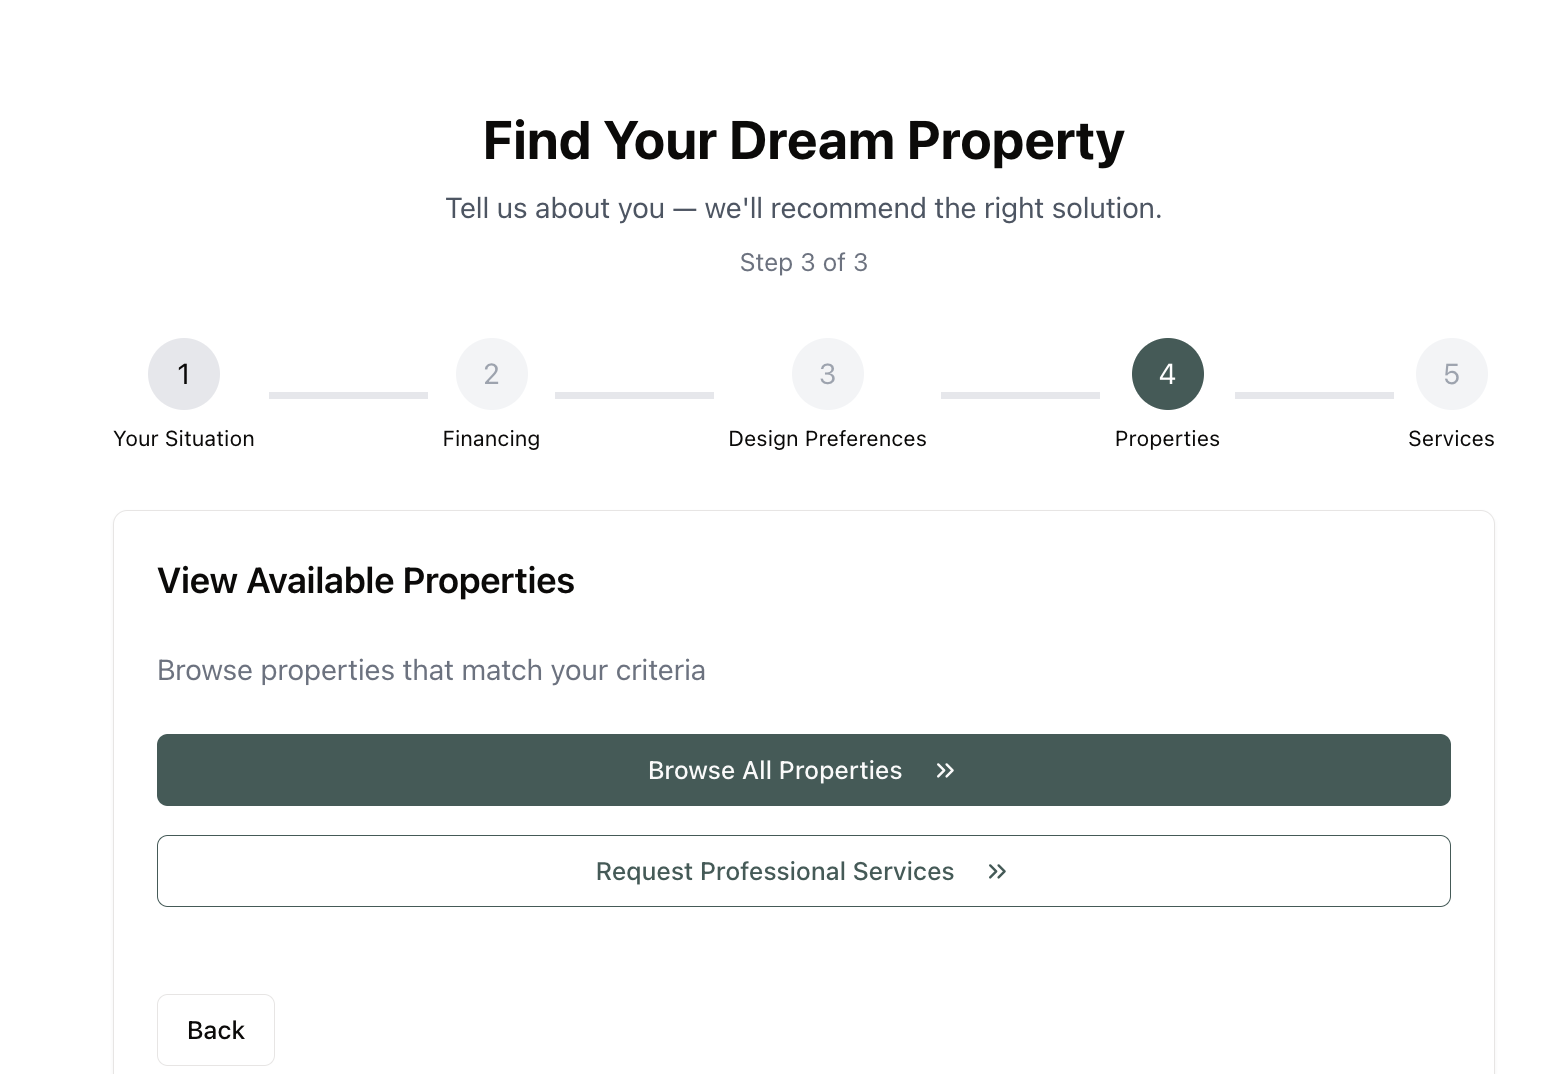 Find Your Dream Property
Tell us about you — we'll recommend the right solution.
Step 3 of 3
1
2
3
4
5
Your Situation
Financing
Design Preferences
Properties
Services
View Available Properties
Browse properties that match your criteria
Browse All Properties »
Request Professional Services »
Back